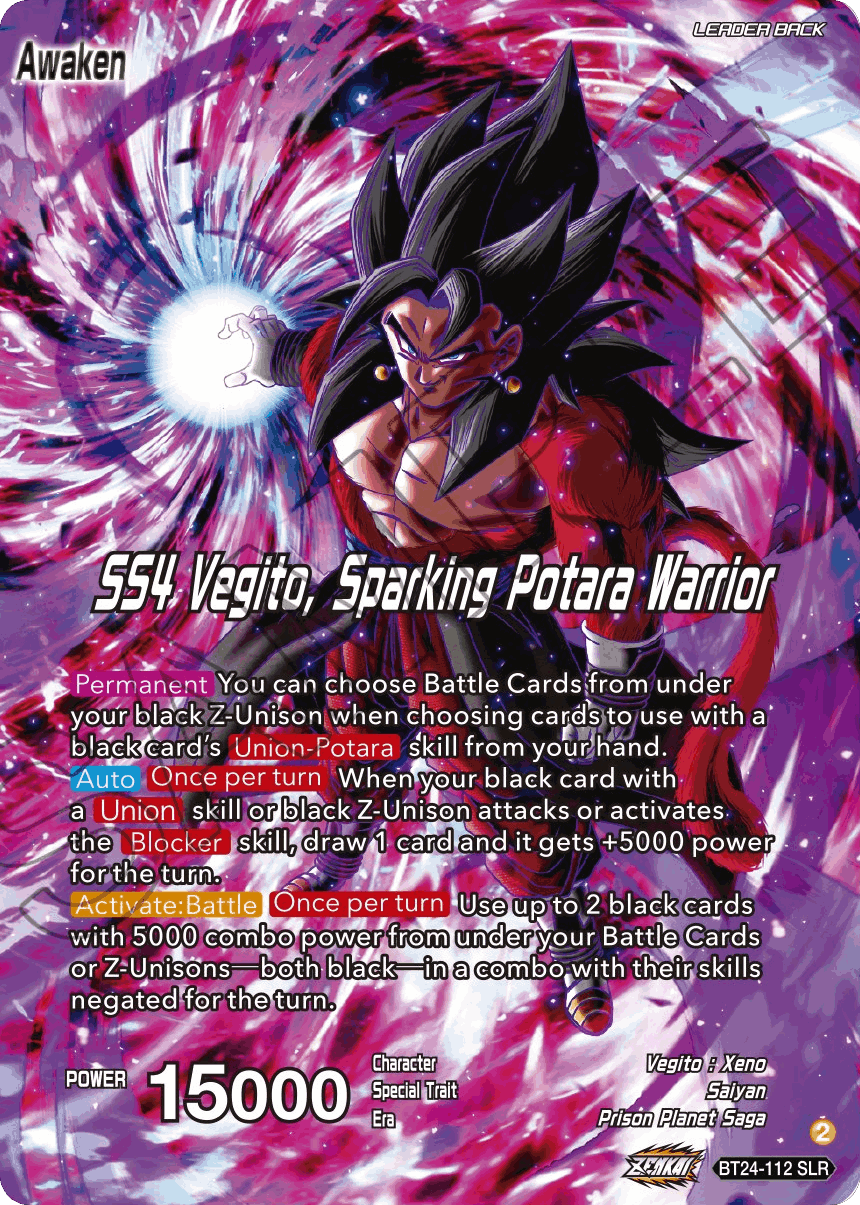 LEADER BACK
Awaken
SS4 Vegito, Sparking Potara Warrior
Permanent You can choose Battle Cards from under
your black Z-Unison when choosing cards to use with a
black card's Union-Potara skill from your hand.
Auto Once per turn When your black card with
a Union skill or black Z-Unison attacks or activates
the Blocker skill, draw 1 card and it gets +5000 power
for the turn.
Activate:Battle Once per turn Use up to 2 black cards
with 5000 combo power from under your Battle Cards
or Z-Unisons—both black—in a combo with their skills
negated for the turn.
POWER 15000
Character Vegito : Xeno
Special Trait Saiyan
Era Prison Planet Saga
2
ZENKAI BT24-112 SLR